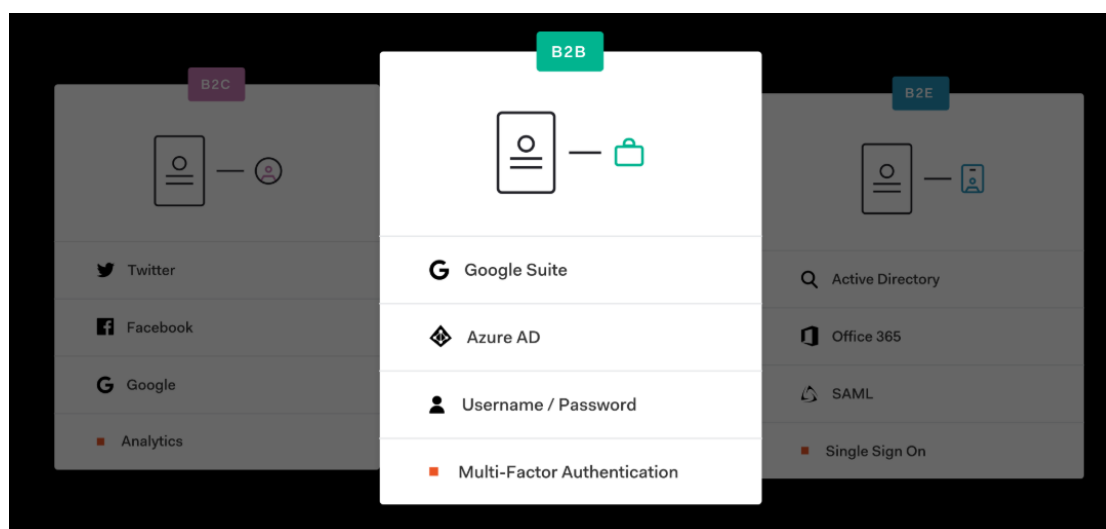 B2C
Twitter
Facebook
Google
Analytics
B2B
Google Suite
Azure AD
Username / Password
Multi-Factor Authentication
B2E
Active Directory
Office 365
SAML
Single Sign On